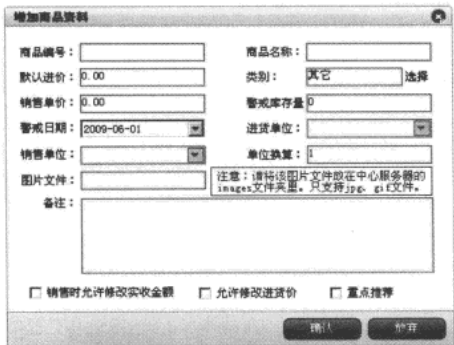 增加商品资料
商品编号： 商品名称：
默认进价：0.00 类别：其它 选择
销售单价：0.00 警戒库存量 0
警戒日期：2009-06-01 进货单位：
销售单位： 单位换算：1
图片文件： 注意：请将该图片文件放在中心服务器的
images文件夹里。只支持jpg、gif文件。
备注：
销售时允许修改实收金额 允许修改进货价 重点推荐
确认 放弃